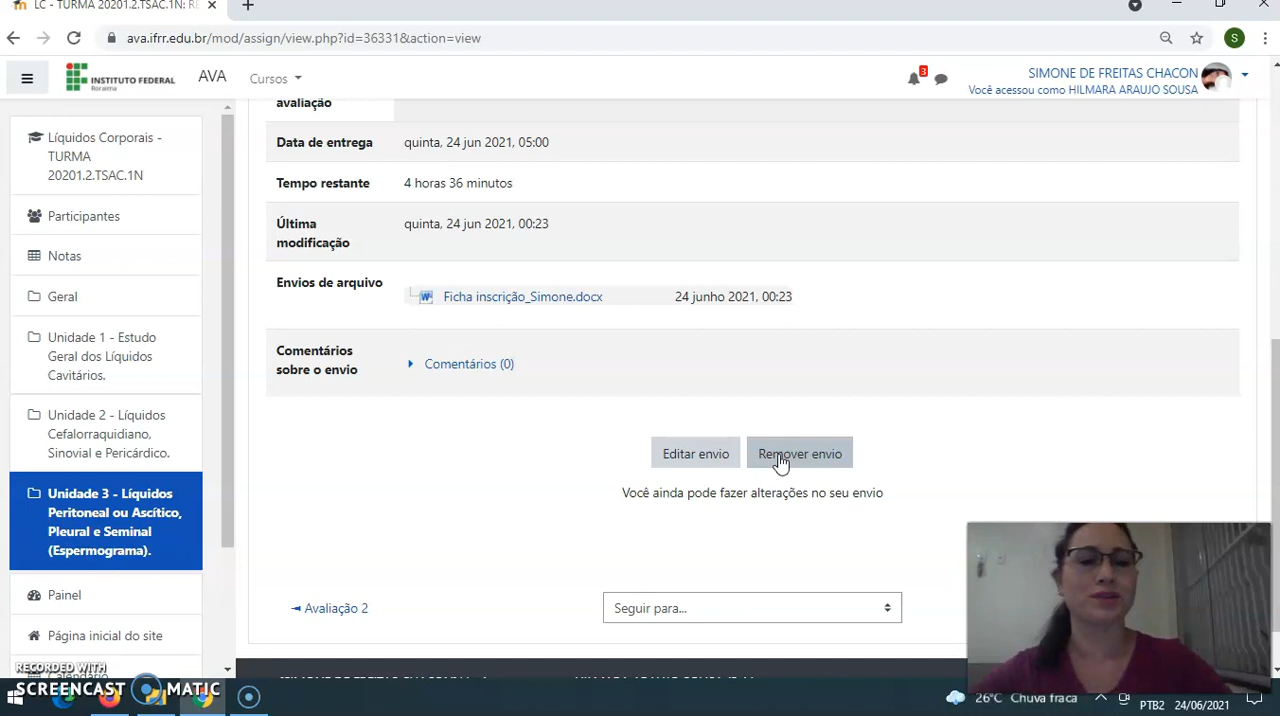 LC - TURMA 20201.2.TSAC.1N: RE
ava.ifrr.edu.br/mod/assign/view.php?id=36331&action=view
S
INSTITUTO FEDERAL
Roraima
AVA
Cursos
3
SIMONE DE FREITAS CHACON
Você acessou como HILMARA ARAUJO SOUSA
Líquidos Corporais -
TURMA
20201.2.TSAC.1N
Participantes
Notas
Geral
Unidade 1 - Estudo
Geral dos Líquidos
Cavitários.
Unidade 2 - Líquidos
Cefalorraquidiano,
Sinovial e Pericárdico.
Unidade 3 - Líquidos
Peritoneal ou Ascítico,
Pleural e Seminal
(Espermograma).
Painel
Página inicial do site
Calendário
avaliação
Data de entrega quinta, 24 jun 2021, 05:00
Tempo restante 4 horas 36 minutos
Última
modificação
quinta, 24 jun 2021, 00:23
Envios de arquivo
Ficha inscrição_Simone.docx 24 junho 2021, 00:23
Comentários
sobre o envio
Comentários (0)
Editar envio Remover envio
Você ainda pode fazer alterações no seu envio
Avaliação 2
Seguir para...
RECORDED WITH
SCREENCAST MATIC
26°C Chuva fraca
PTB2
24/06/2021